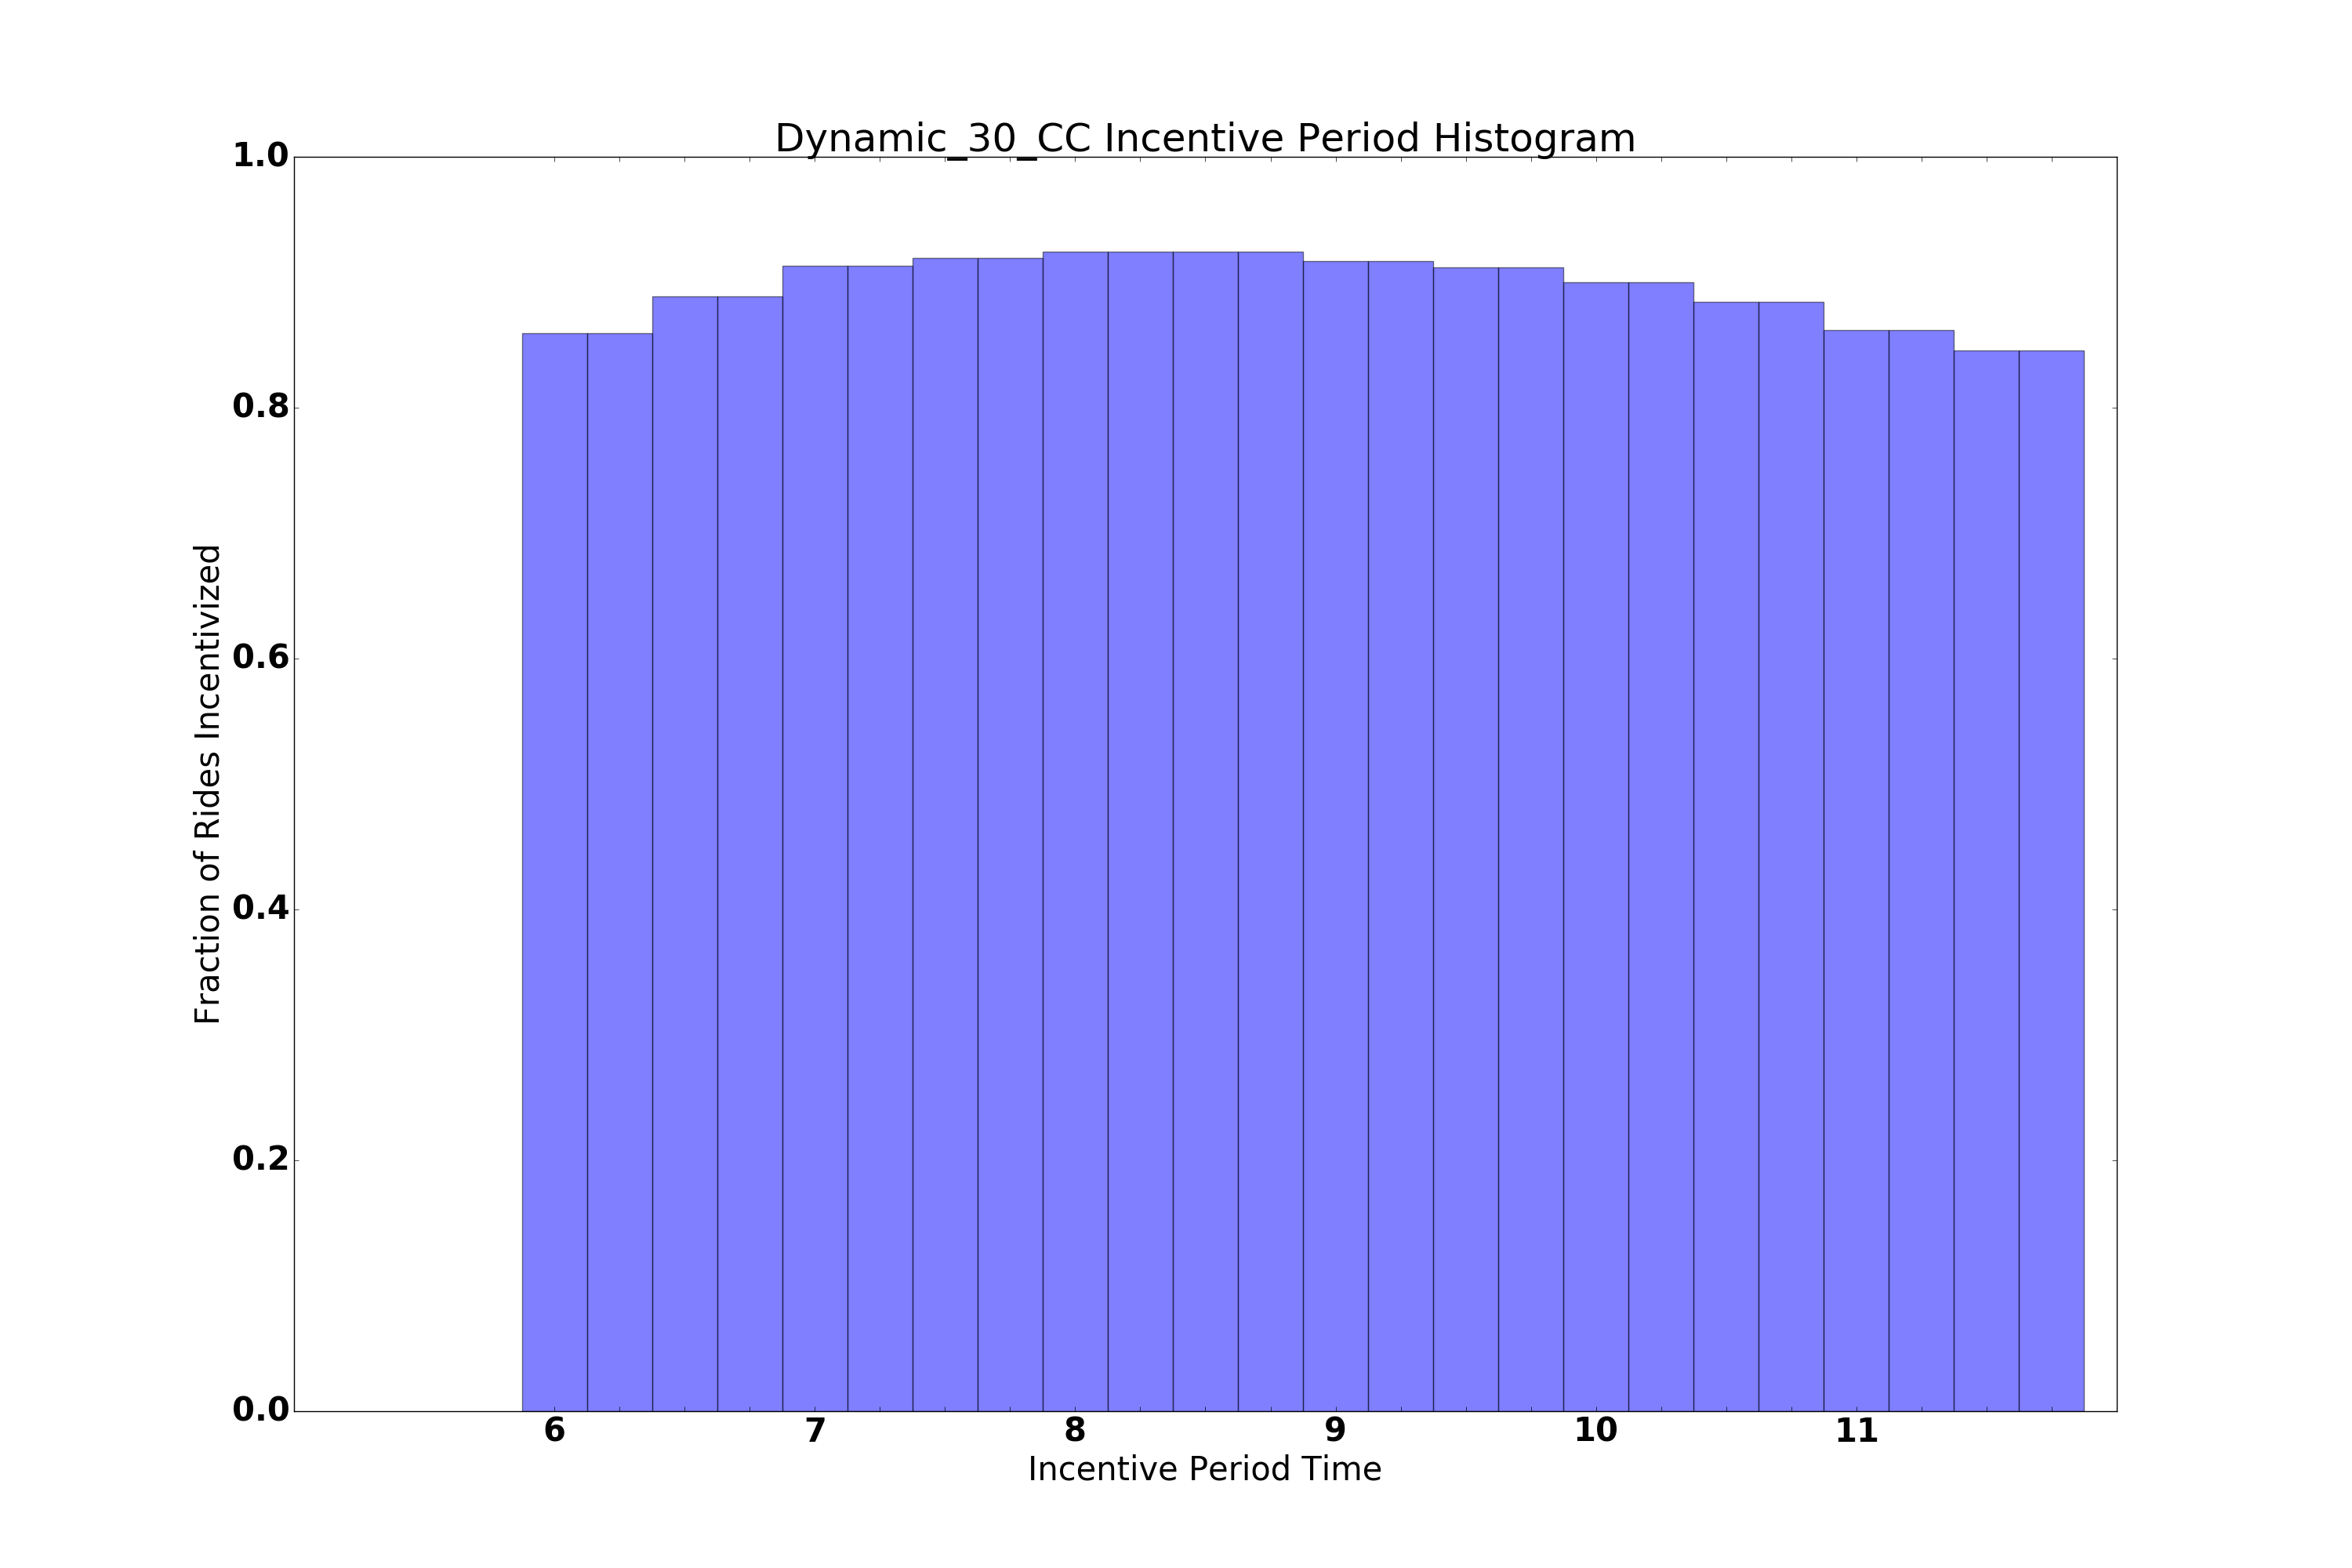 Dynamic_30_CC Incentive Period Histogram
1.0
0.8
0.6
0.4
0.2
0.0
Fraction of Rides Incentivized
6 7 8 9 10 11
Incentive Period Time